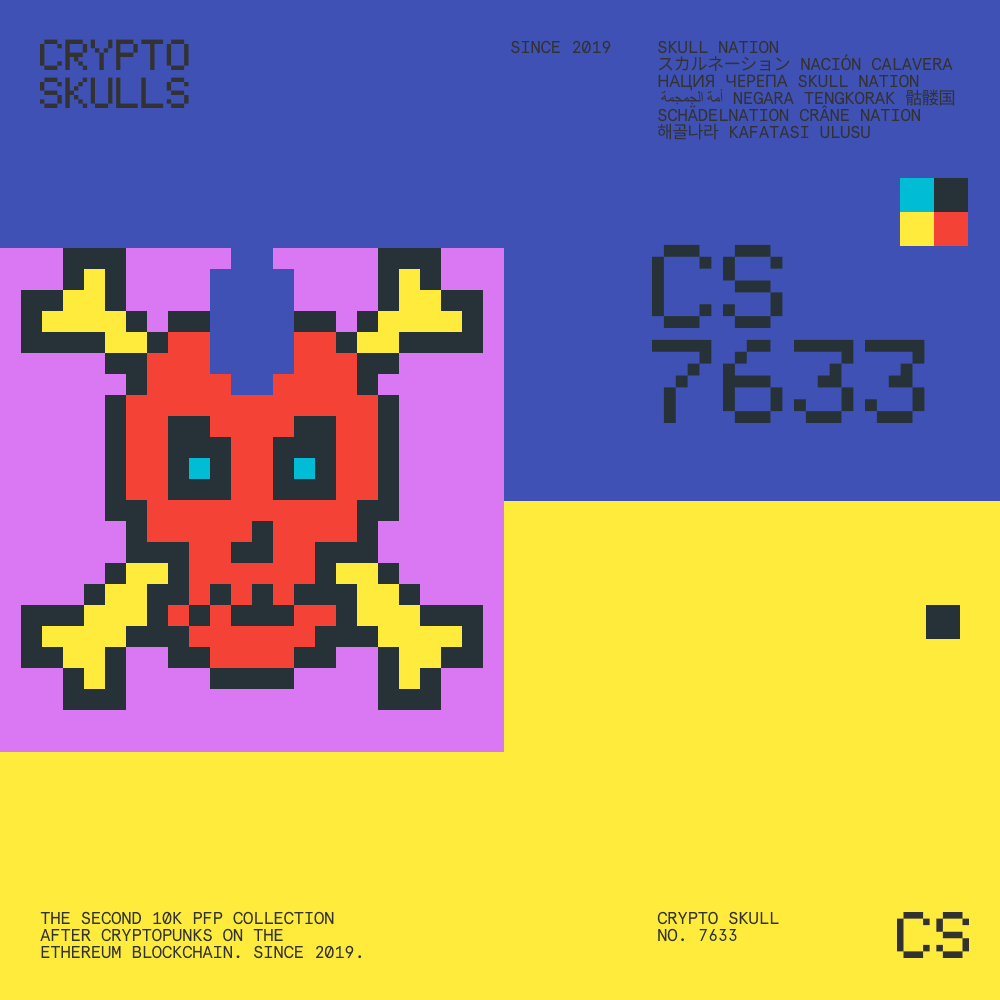 CRYPTO
SKULLS
SINCE 2019
SKULL NATION
スカルネーション NACIÓN CALAVERA
НАЦИЯ ЧЕРЕПА SKULL NATION
أمة الجمجمة NEGARA TENGKORAK 骷髅国
SCHÄDELNATION CRÂNE NATION
해골나라 KAFATASI ULUSU
CS
7633
THE SECOND 10K PFP COLLECTION
AFTER CRYPTOPUNKS ON THE
ETHEREUM BLOCKCHAIN. SINCE 2019.
CRYPTO SKULL
NO. 7633
CS